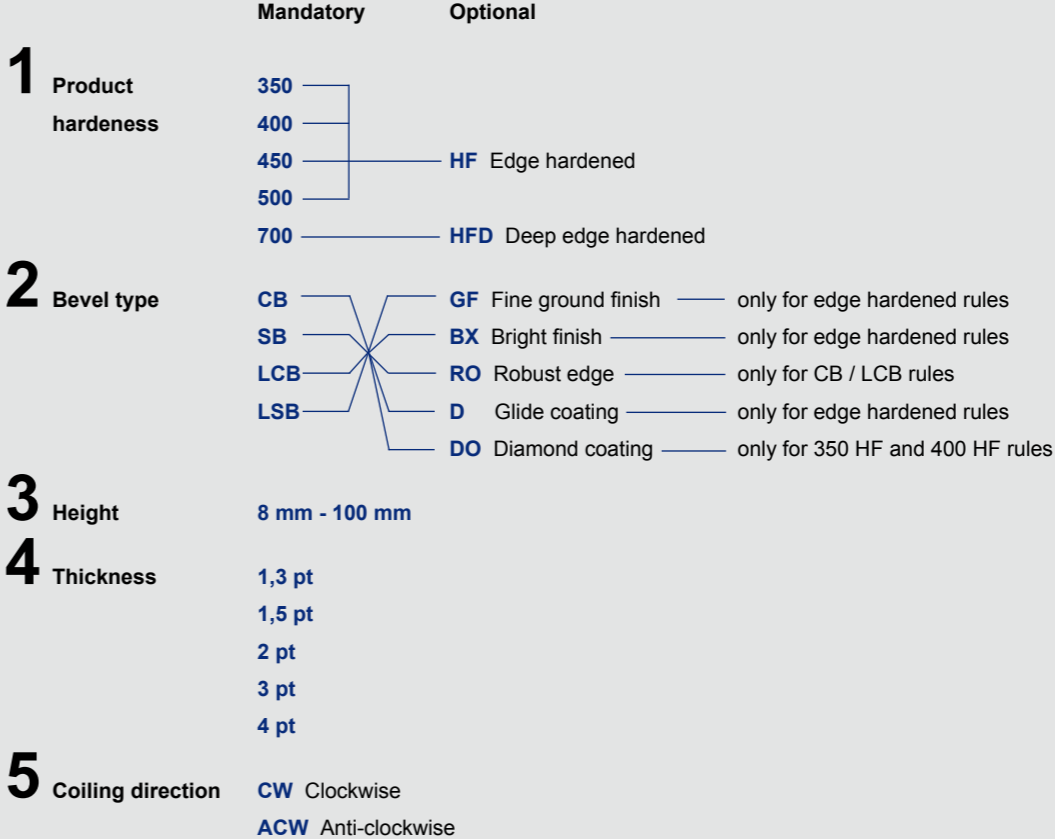 Mandatory Optional
1 Product 350
hardeness 400
450 HF Edge hardened
500
700 HFD Deep edge hardened
2 Bevel type CB GF Fine ground finish only for edge hardened rules
SB BX Bright finish only for edge hardened rules
LCB RO Robust edge only for CB / LCB rules
LSB D Glide coating only for edge hardened rules
DO Diamond coating only for 350 HF and 400 HF rules
3 Height 8 mm - 100 mm
4 Thickness 1,3 pt
1,5 pt
2 pt
3 pt
4 pt
5 Coiling direction CW Clockwise
ACW Anti-clockwise